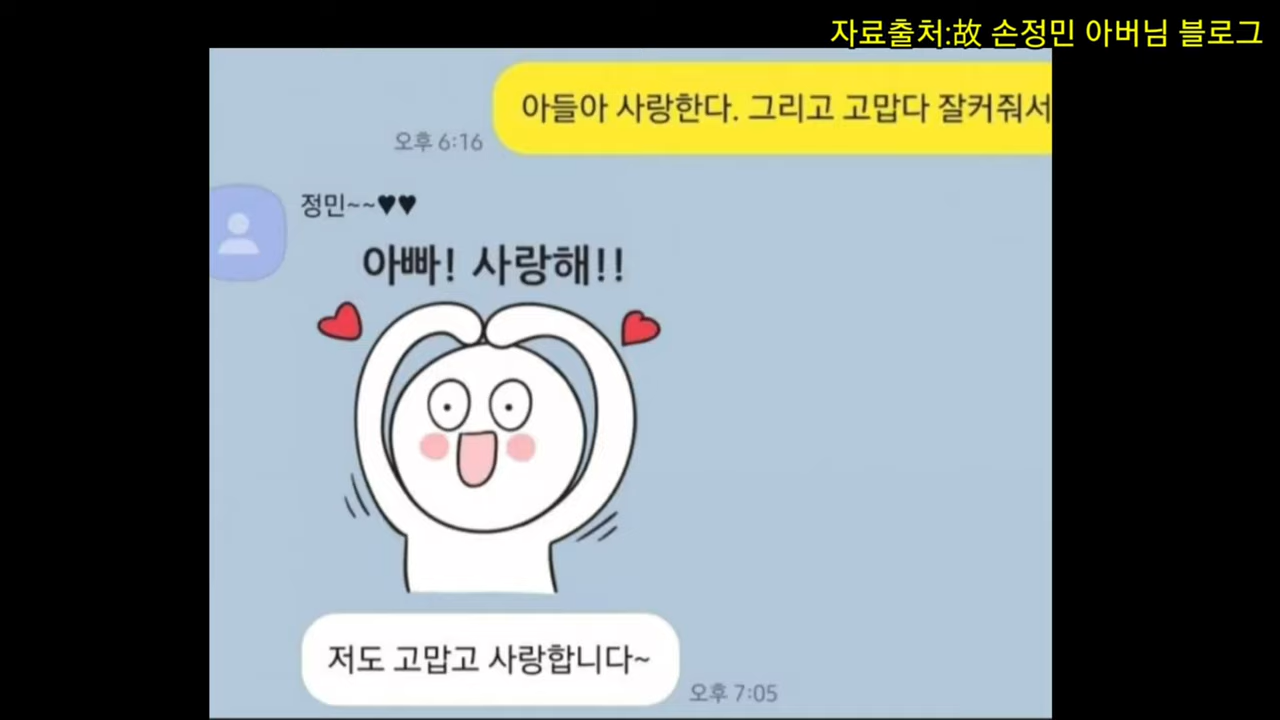 자료출처:故 손정민 아버님 블로그
아들아 사랑한다. 그리고 고맙다 잘커줘서
오후 6:16
정민~~♥♥
아빠! 사랑해!!
저도 고맙고 사랑합니다~
오후 7:05